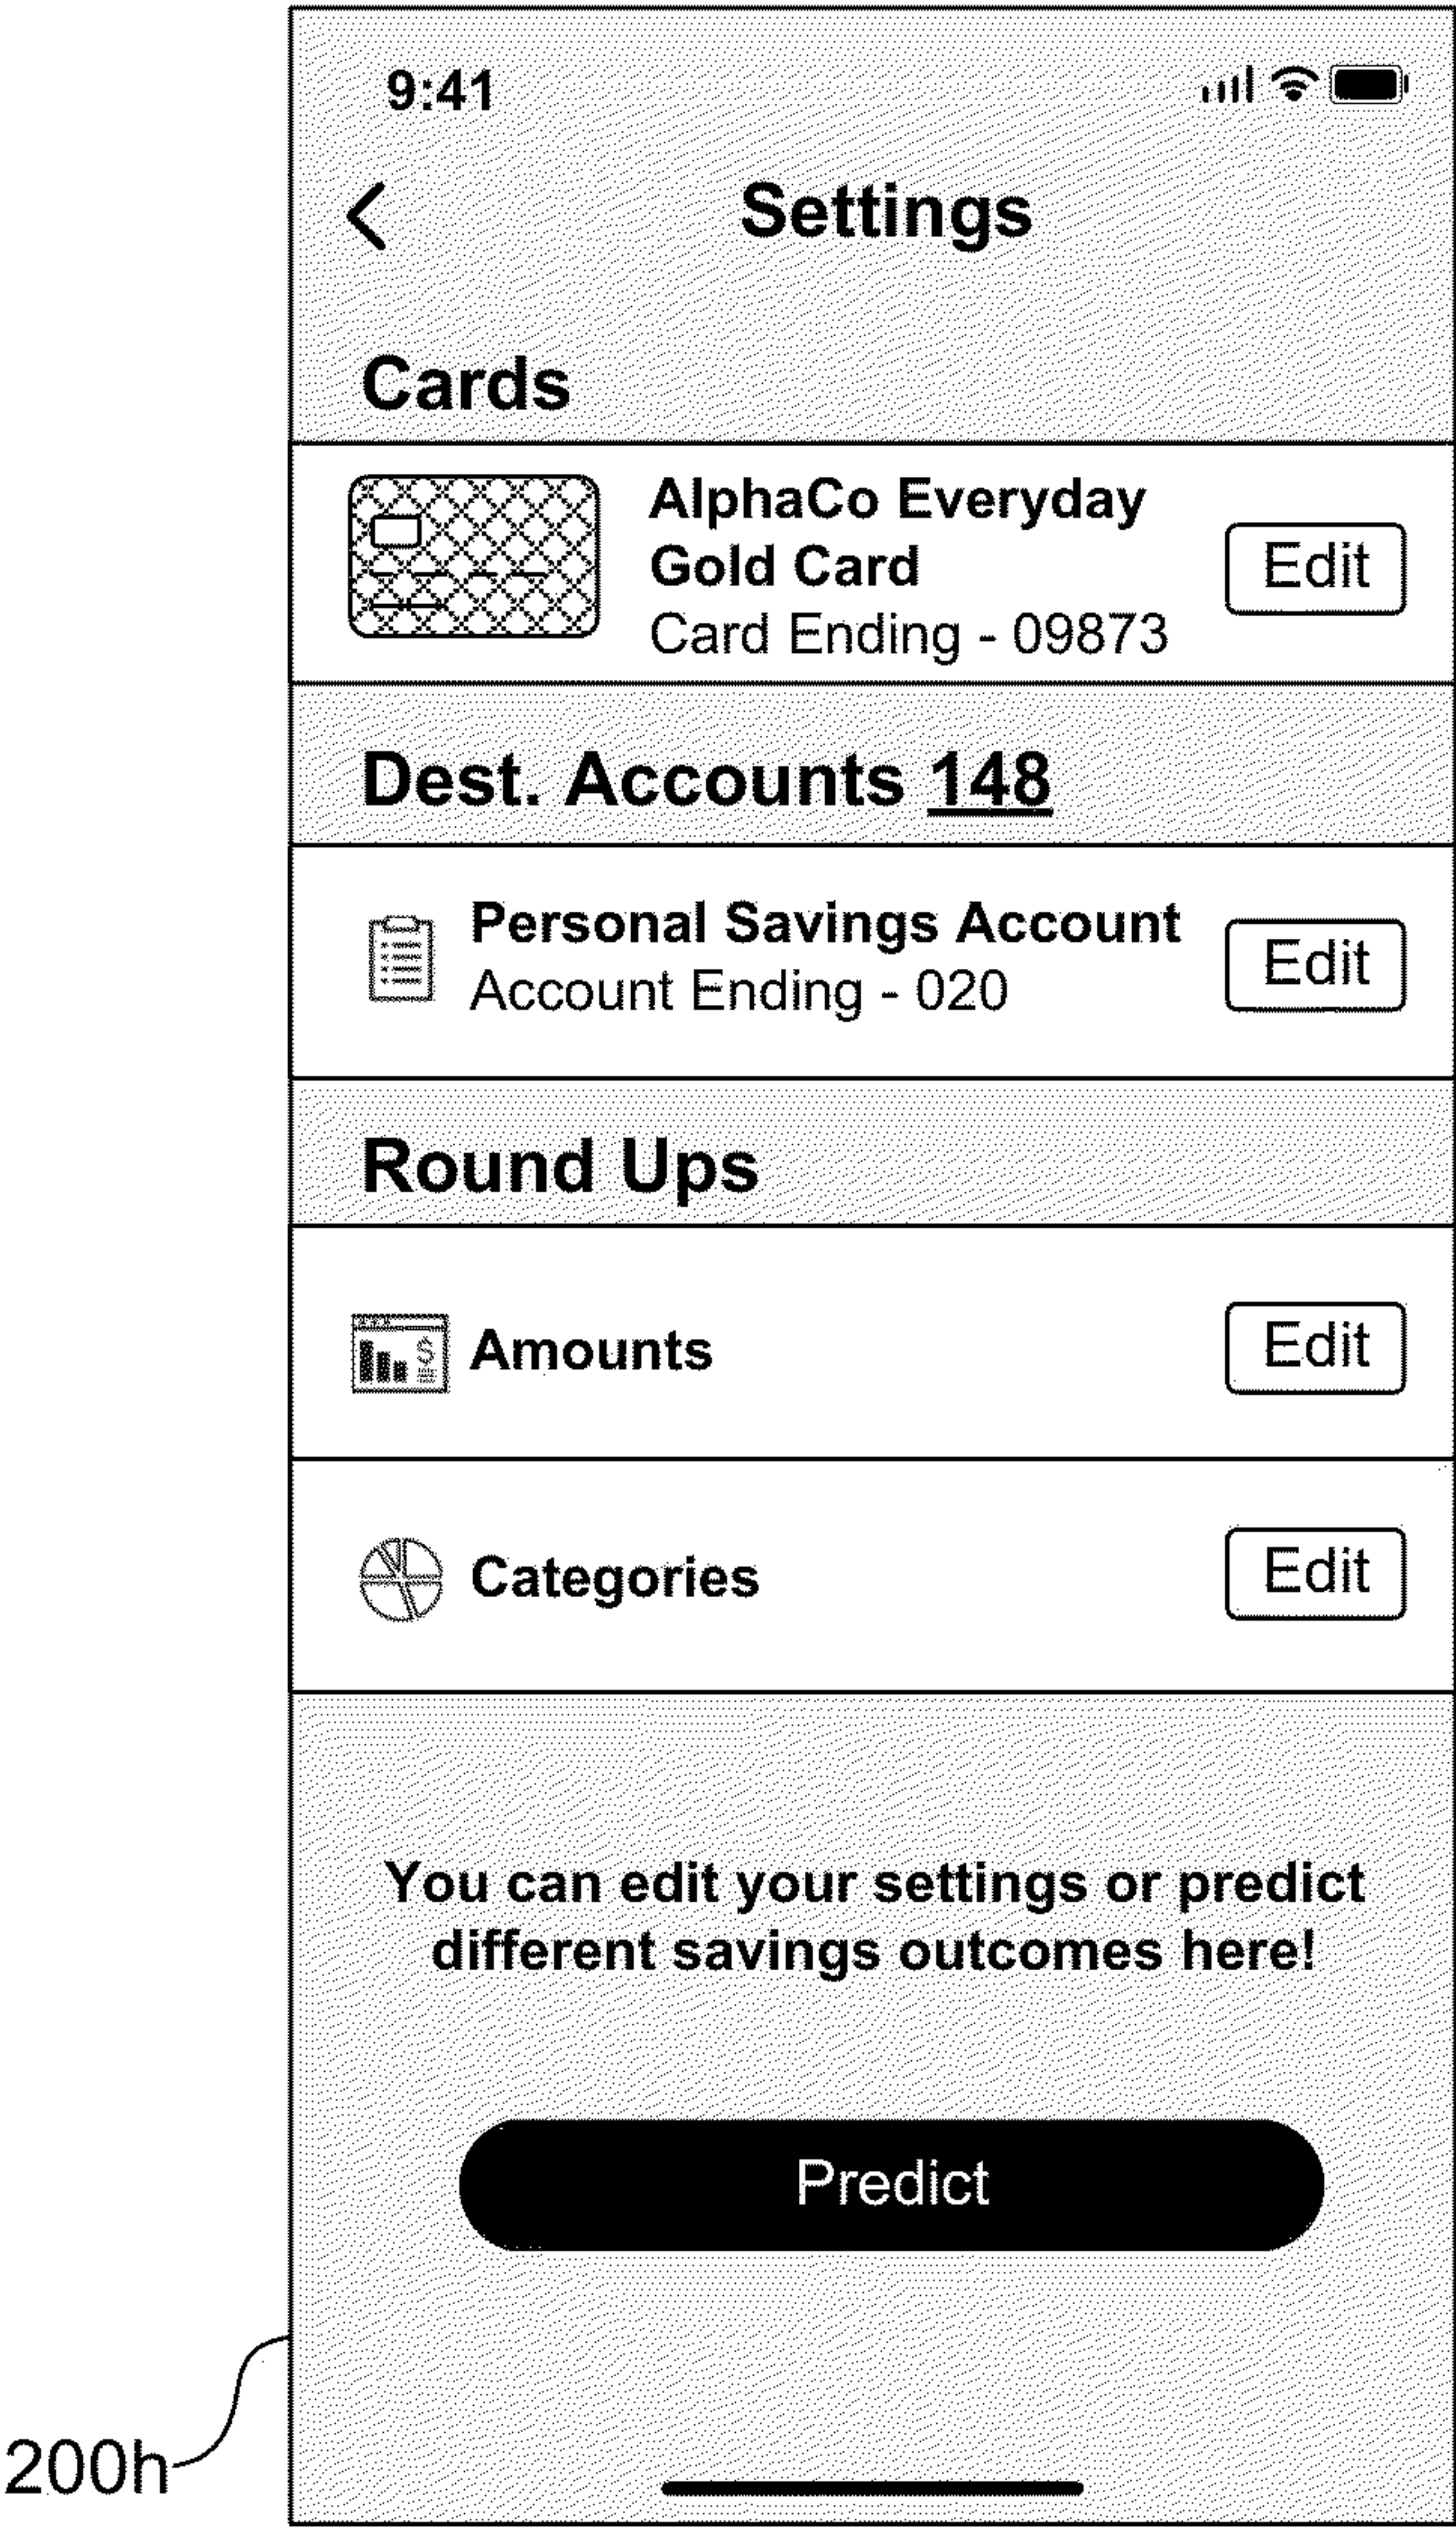 9:41
Settings
Cards
AlphaCo Everyday
Gold Card
Card Ending - 09873
Edit
Dest. Accounts 148
Personal Savings Account
Account Ending - 020
Edit
Round Ups
$
Amounts
Edit
Categories
Edit
You can edit your settings or predict
different savings outcomes here!
Predict
200h